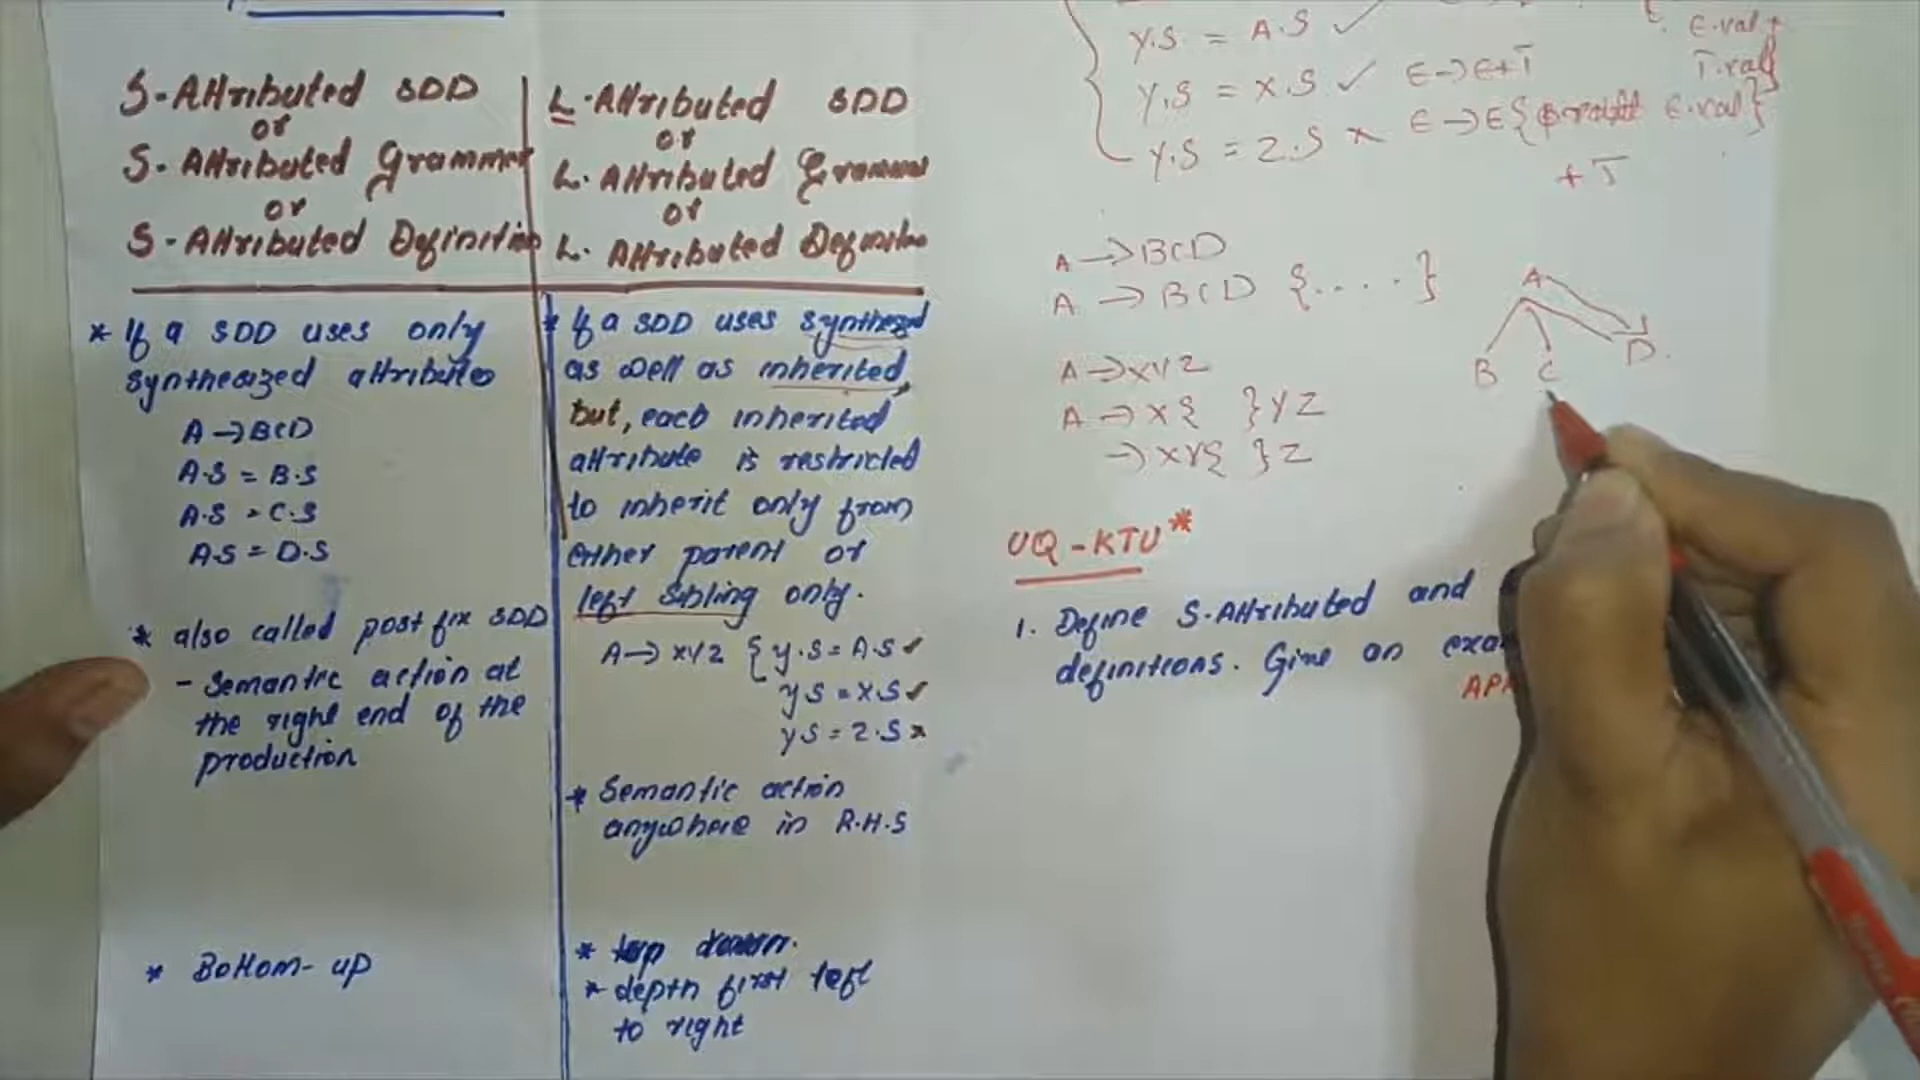 S-Attributed SDD
or
S-Attributed Grammer
or
S-Attributed Definition
* If a SDD uses only
synthesized attributes
A → BCD
A.S = B.S
A.S = C.S
A.S = D.S
* also called post fix SDD
- Semantic action at
the right end of the
production
* Bottom-up
L-Attributed SDD
or
L-Attributed Grammar
or
L-Attributed Definition
* If a SDD uses synthesized
as well as inherited,
but, each inherited
attribute is restricted
to inherit only from
either parent or
left sibling only.
A → XYZ { Y.S = A.S ✓
Y.S = X.S ✓
Y.S = Z.S x
* Semantic action
anywhere in R.H.S
* top down.
* depth first left
to right
Y.S = A.S ✓
Y.S = X.S ✓
Y.S = Z.S x
E.val +
E → E+T
T.val}
E → E{ E.val}
+ T
A → BCD
A → BCD {....}
A → XYZ
A → X{ }YZ
→ XY{ }Z
A
B C D
UQ - KTU *
1. Define S-Attributed and
definitions. Give an